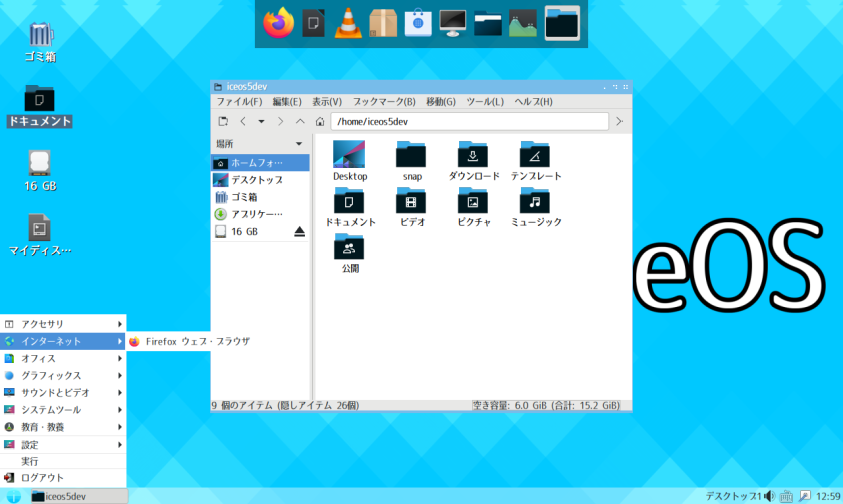 ゴミ箱
ドキュメント
16 GB
マイディス…
iceos5dev
ファイル(F) 編集(E) 表示(V) ブックマーク(B) 移動(G) ツール(L) ヘルプ(H)
/home/iceos5dev
場所
ホームフォ…
デスクトップ
ゴミ箱
アプリケー…
16 GB
Desktop snap ダウンロード テンプレート
ドキュメント ビデオ ピクチャ ミュージック
公開
9 個のアイテム (隠しアイテム 26個) 空き容量: 6.0 GiB (合計: 15.2 GiB)
eOS
アクセサリ
インターネット
Firefox ウェブ・ブラウザ
オフィス
グラフィックス
サウンドとビデオ
システムツール
教育・教養
設定
実行
ログアウト
iceos5dev
デスクトップ1 12:59